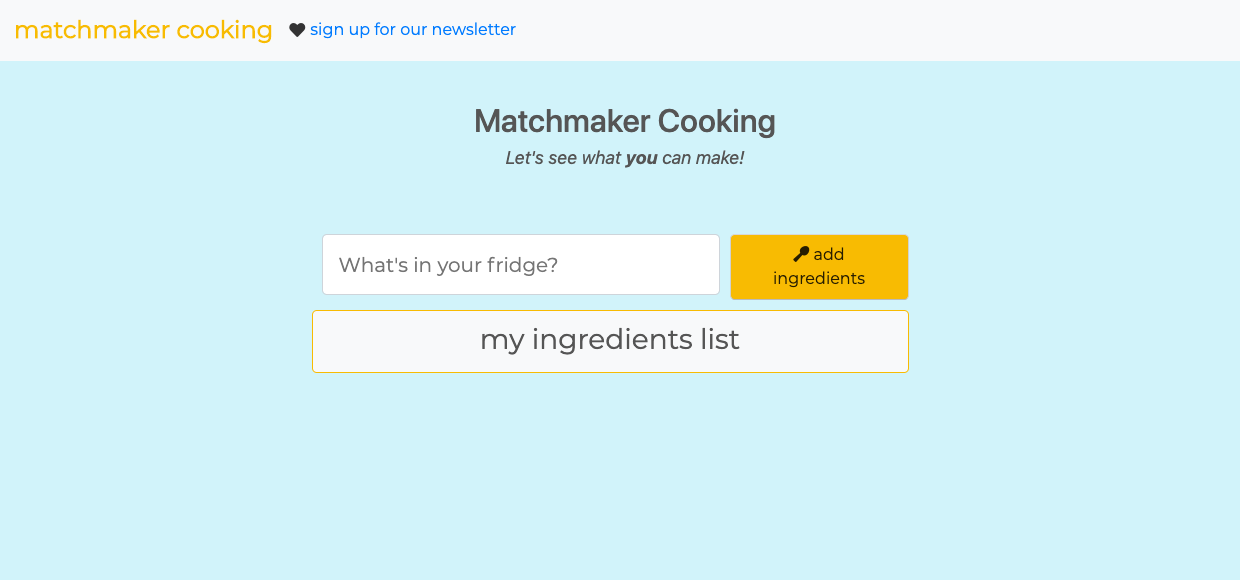 matchmaker cooking sign up for our newsletter
Matchmaker Cooking
Let's see what you can make!
What's in your fridge?
add
ingredients
my ingredients list